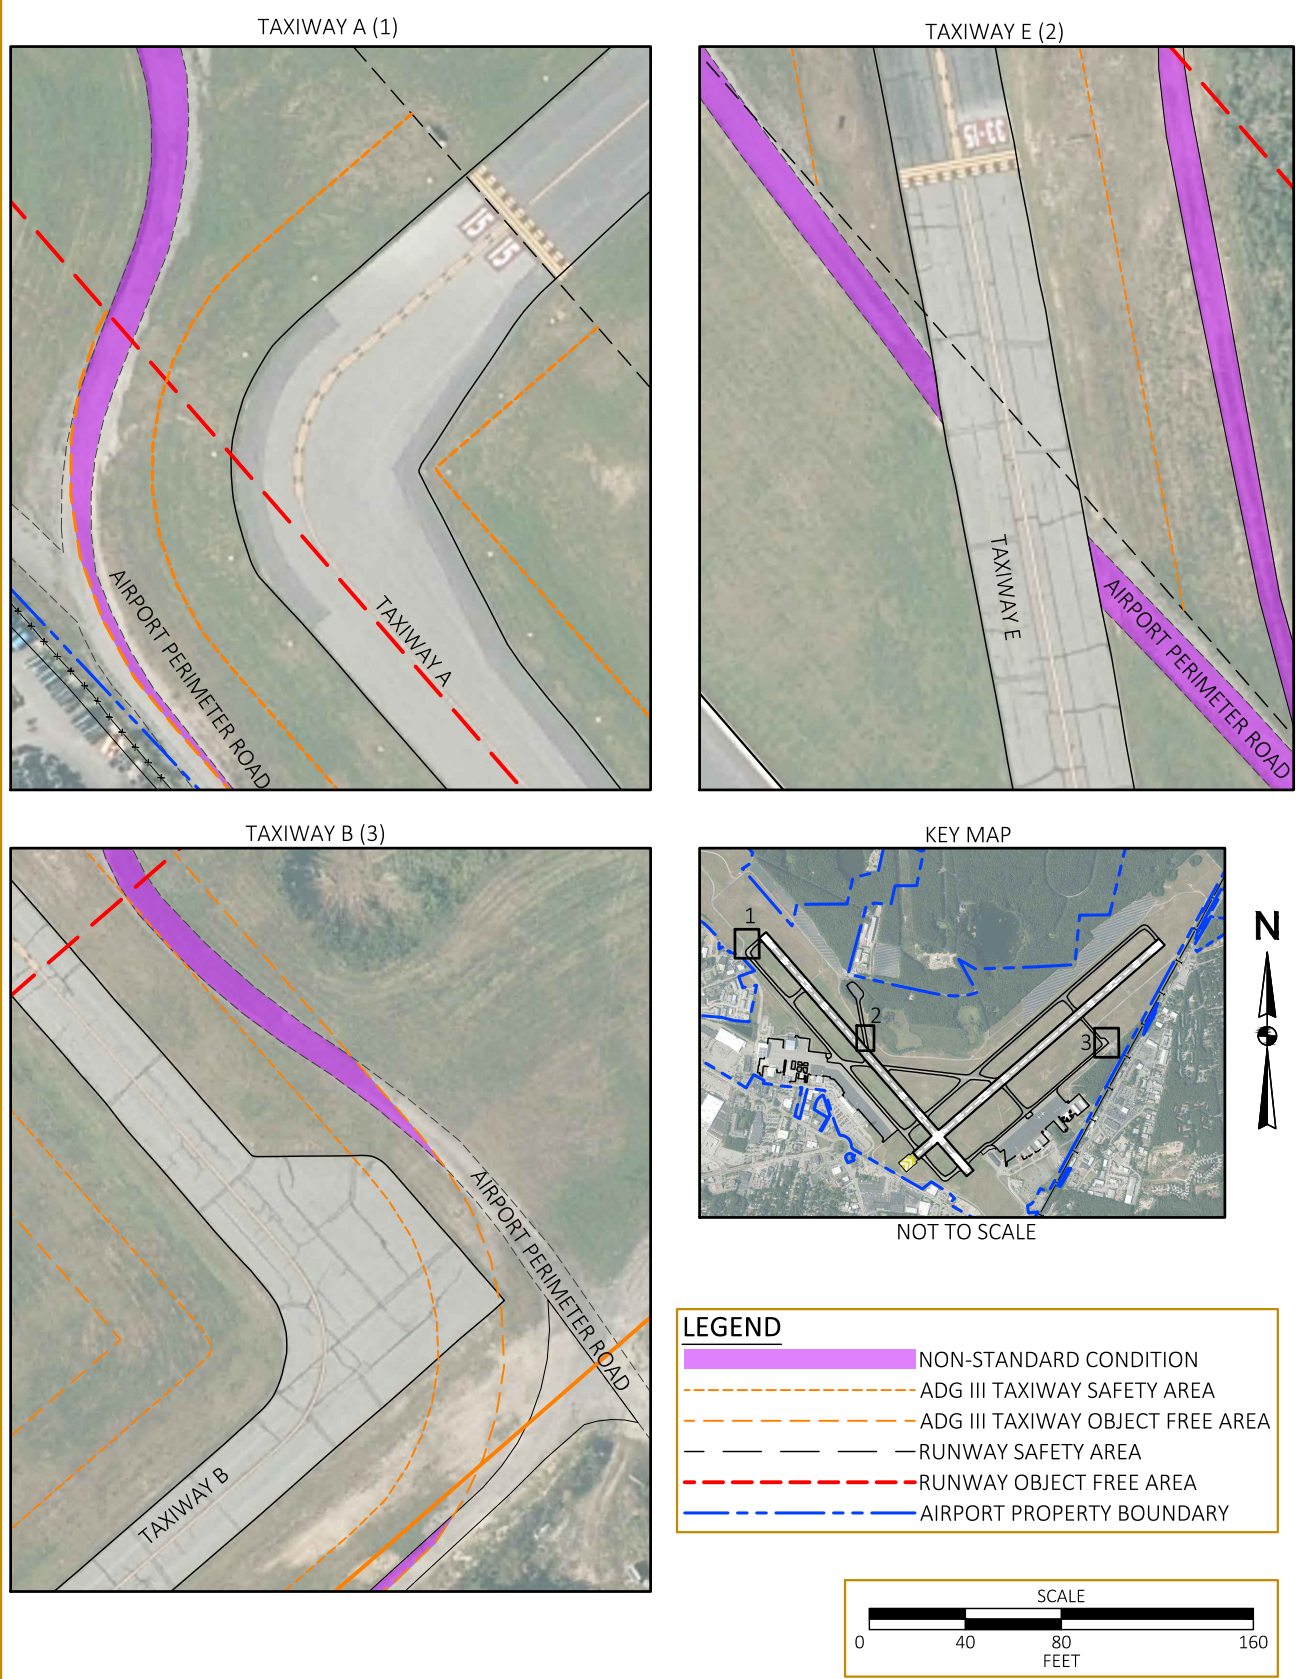 TAXIWAY A (1)
15 15
TAXIWAY A
AIRPORT PERIMETER ROAD
TAXIWAY E (2)
33-15
TAXIWAY E
AIRPORT PERIMETER ROAD
TAXIWAY B (3)
AIRPORT PERIMETER ROAD
TAXIWAY B
KEY MAP
1
2
3
NOT TO SCALE
N
LEGEND
NON-STANDARD CONDITION
ADG III TAXIWAY SAFETY AREA
ADG III TAXIWAY OBJECT FREE AREA
RUNWAY SAFETY AREA
RUNWAY OBJECT FREE AREA
AIRPORT PROPERTY BOUNDARY
SCALE
0 40 80 160
FEET